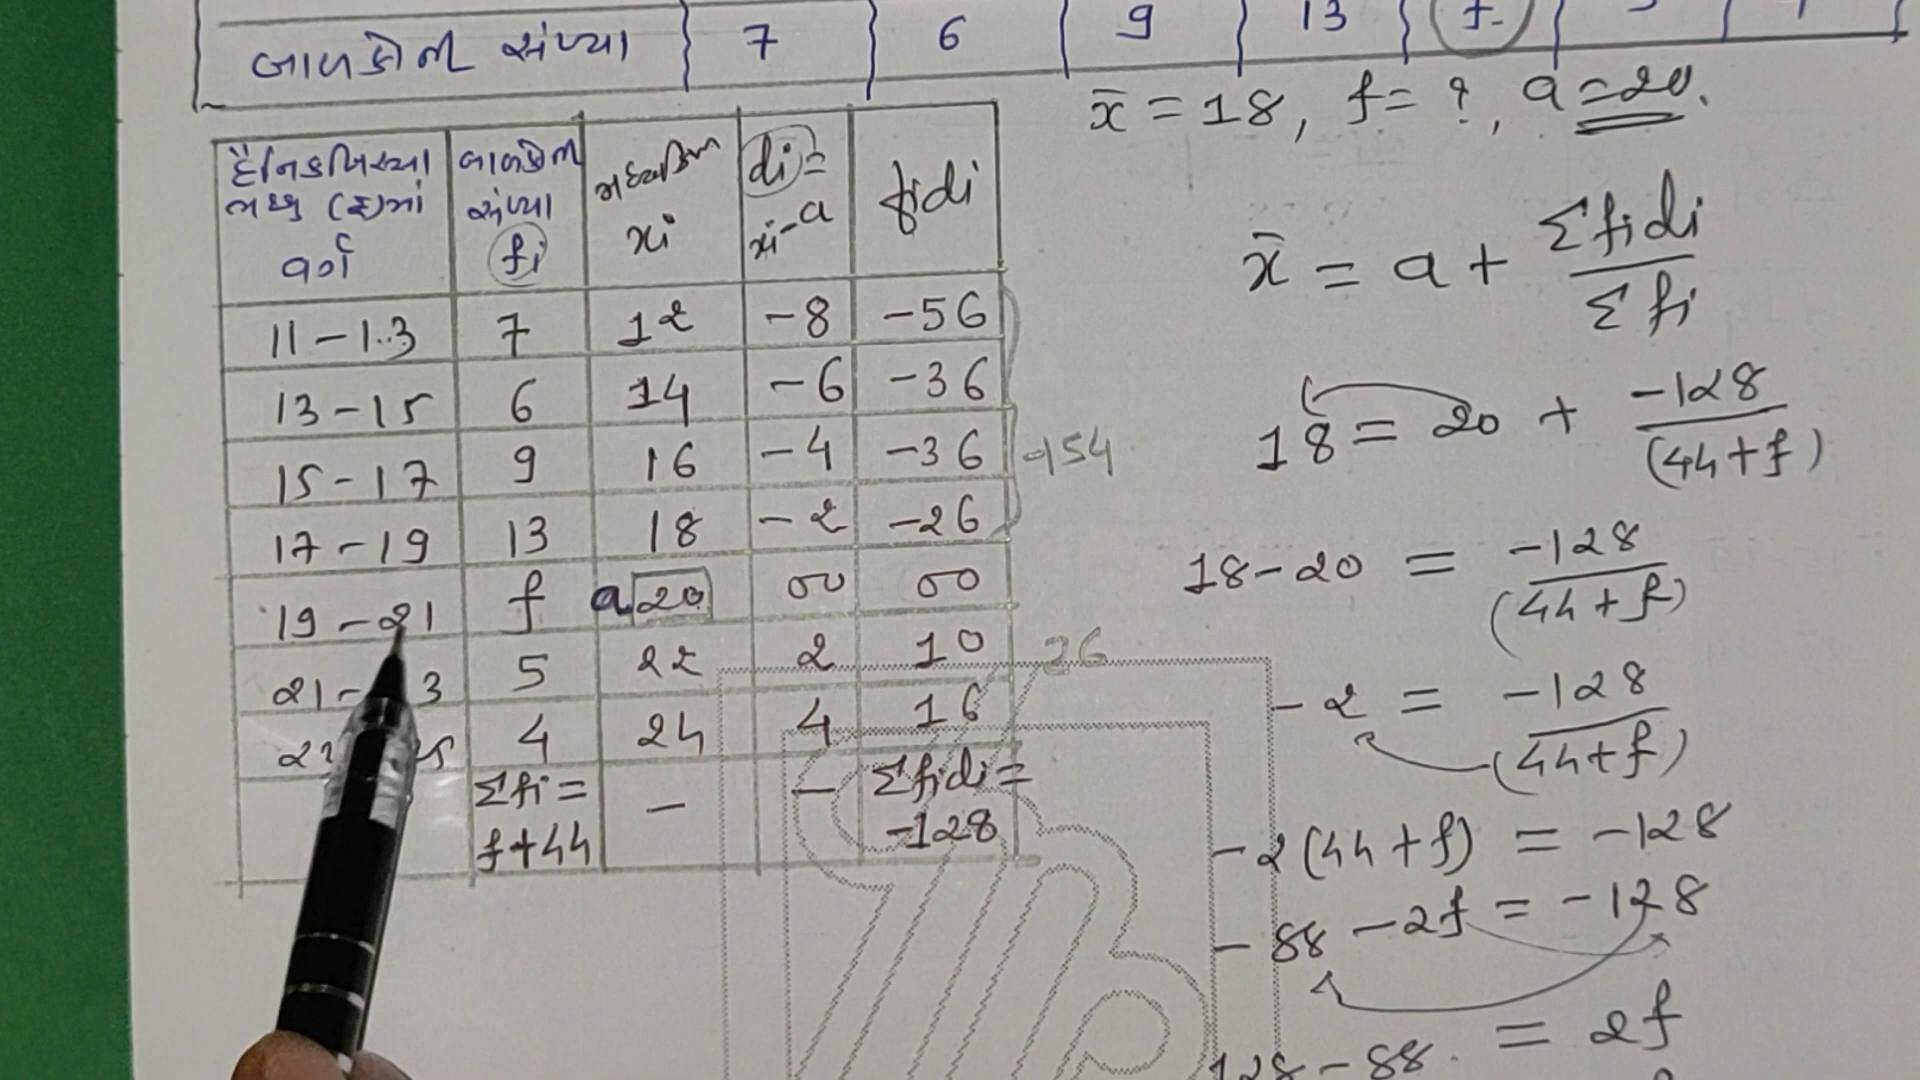 બાળકોની સંખ્યા 7 6 9 13 f
x̄ = 18, f = ?, a = 20.
દૈનિક ખિસ્સા બાળકોની મધ્યકિંમત di= fidi
ભથ્થુ (રૂ)માં સંખ્યા xi xi-a
વર્ગ fi
11-13 7 12 -8 -56
13-15 6 14 -6 -36
15-17 9 16 -4 -36
-154
17-19 13 18 -2 -26
19-21 f a 20 00 00
5 22 2 10
26
4 24 4 16
Σfi= - - Σfidi=
f+44 -128
x̄ = a + Σfidi / Σfi
18 = 20 + -128 / (44+f)
18-20 = -128 / (44+f)
-2 = -128 / (44+f)
-2(44+f) = -128
-88 -2f = -128
128-88 = 2f